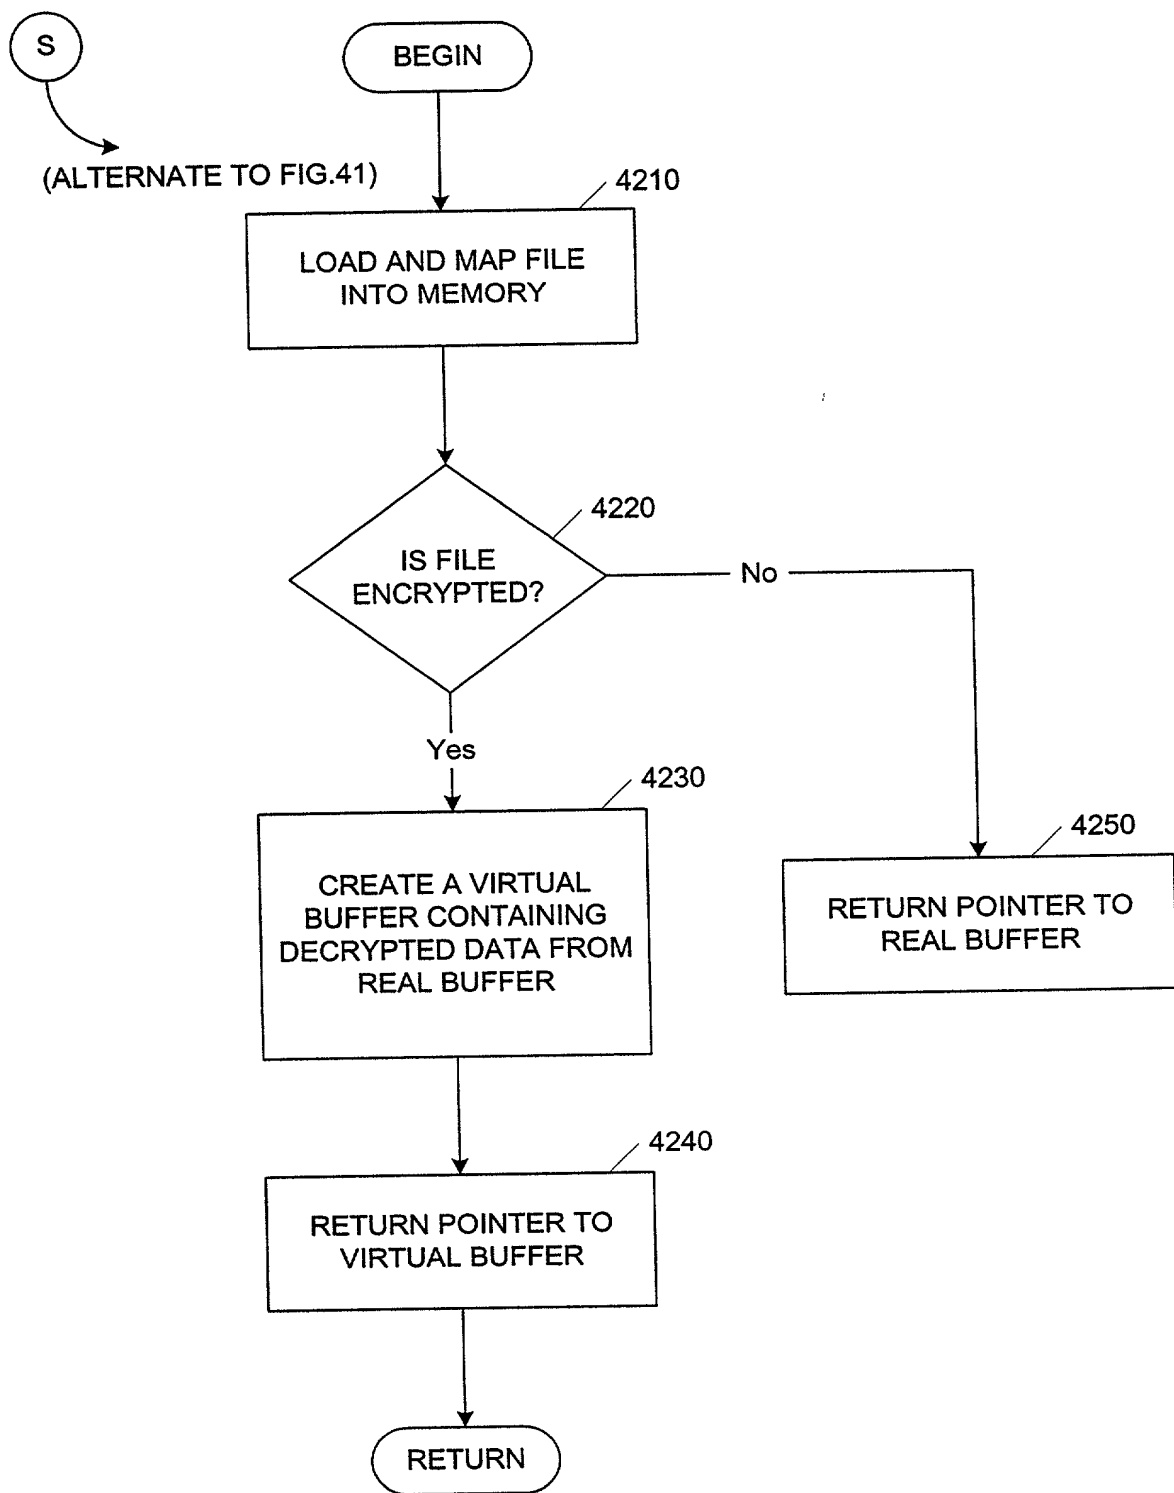 S
BEGIN
(ALTERNATE TO FIG.41)
4210
LOAD AND MAP FILE
INTO MEMORY
4220
IS FILE
ENCRYPTED?
No
Yes
4230
CREATE A VIRTUAL
BUFFER CONTAINING
DECRYPTED DATA FROM
REAL BUFFER
4250
RETURN POINTER TO
REAL BUFFER
4240
RETURN POINTER TO
VIRTUAL BUFFER
RETURN